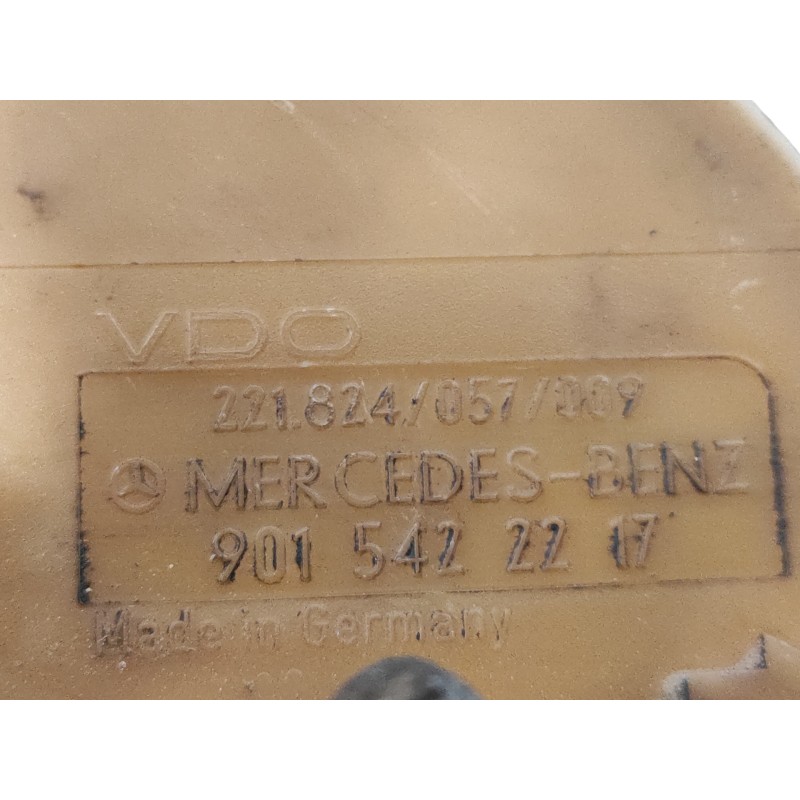 VDO
221.824/057/009
MERCEDES-BENZ
901 542 22 17
Made in Germany